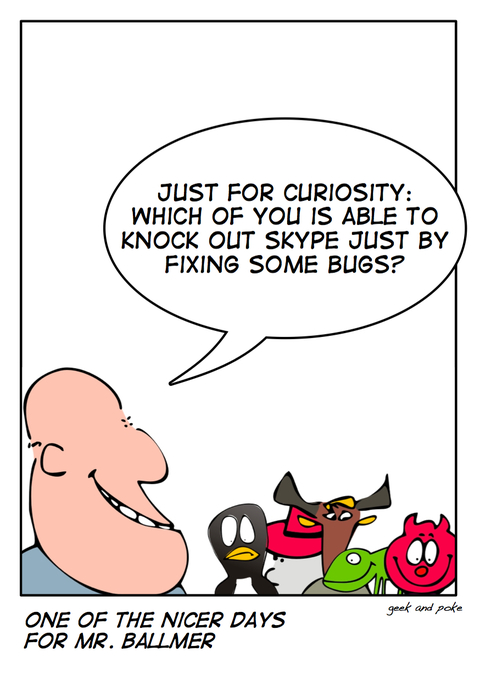 JUST FOR CURIOSITY:
WHICH OF YOU IS ABLE TO
KNOCK OUT SKYPE JUST BY
FIXING SOME BUGS?
geek and poke
ONE OF THE NICER DAYS
FOR MR. BALLMER